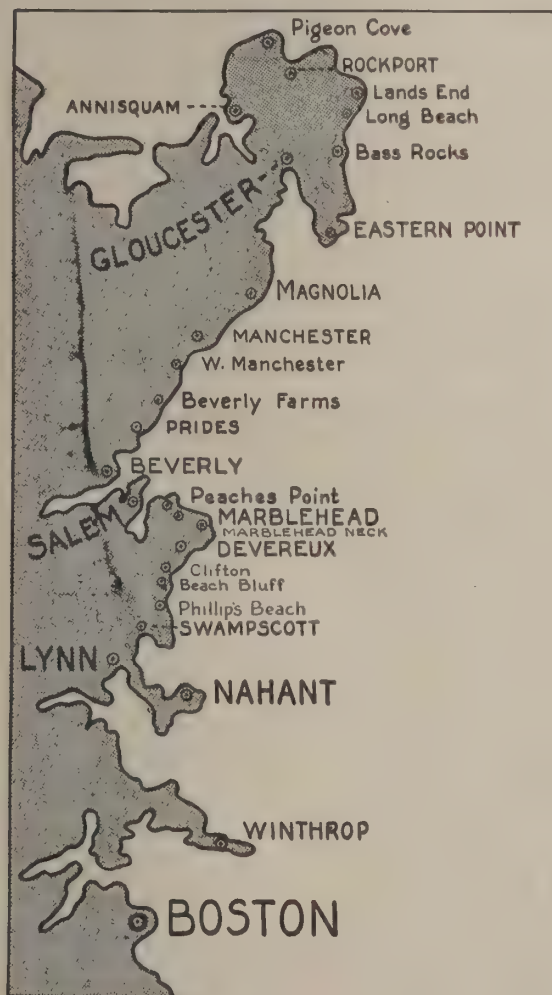 Pigeon Cove
ROCKPORT
ANNISQUAM
Lands End
Long Beach
Bass Rocks
GLOUCESTER
EASTERN POINT
MAGNOLIA
MANCHESTER
W. Manchester
Beverly Farms
PRIDES
BEVERLY
Peaches Point
SALEM
MARBLEHEAD
MARBLEHEAD NECK
DEVEREUX
Clifton
Beach Bluff
Phillip's Beach
SWAMPSCOTT
LYNN
NAHANT
WINTHROP
BOSTON